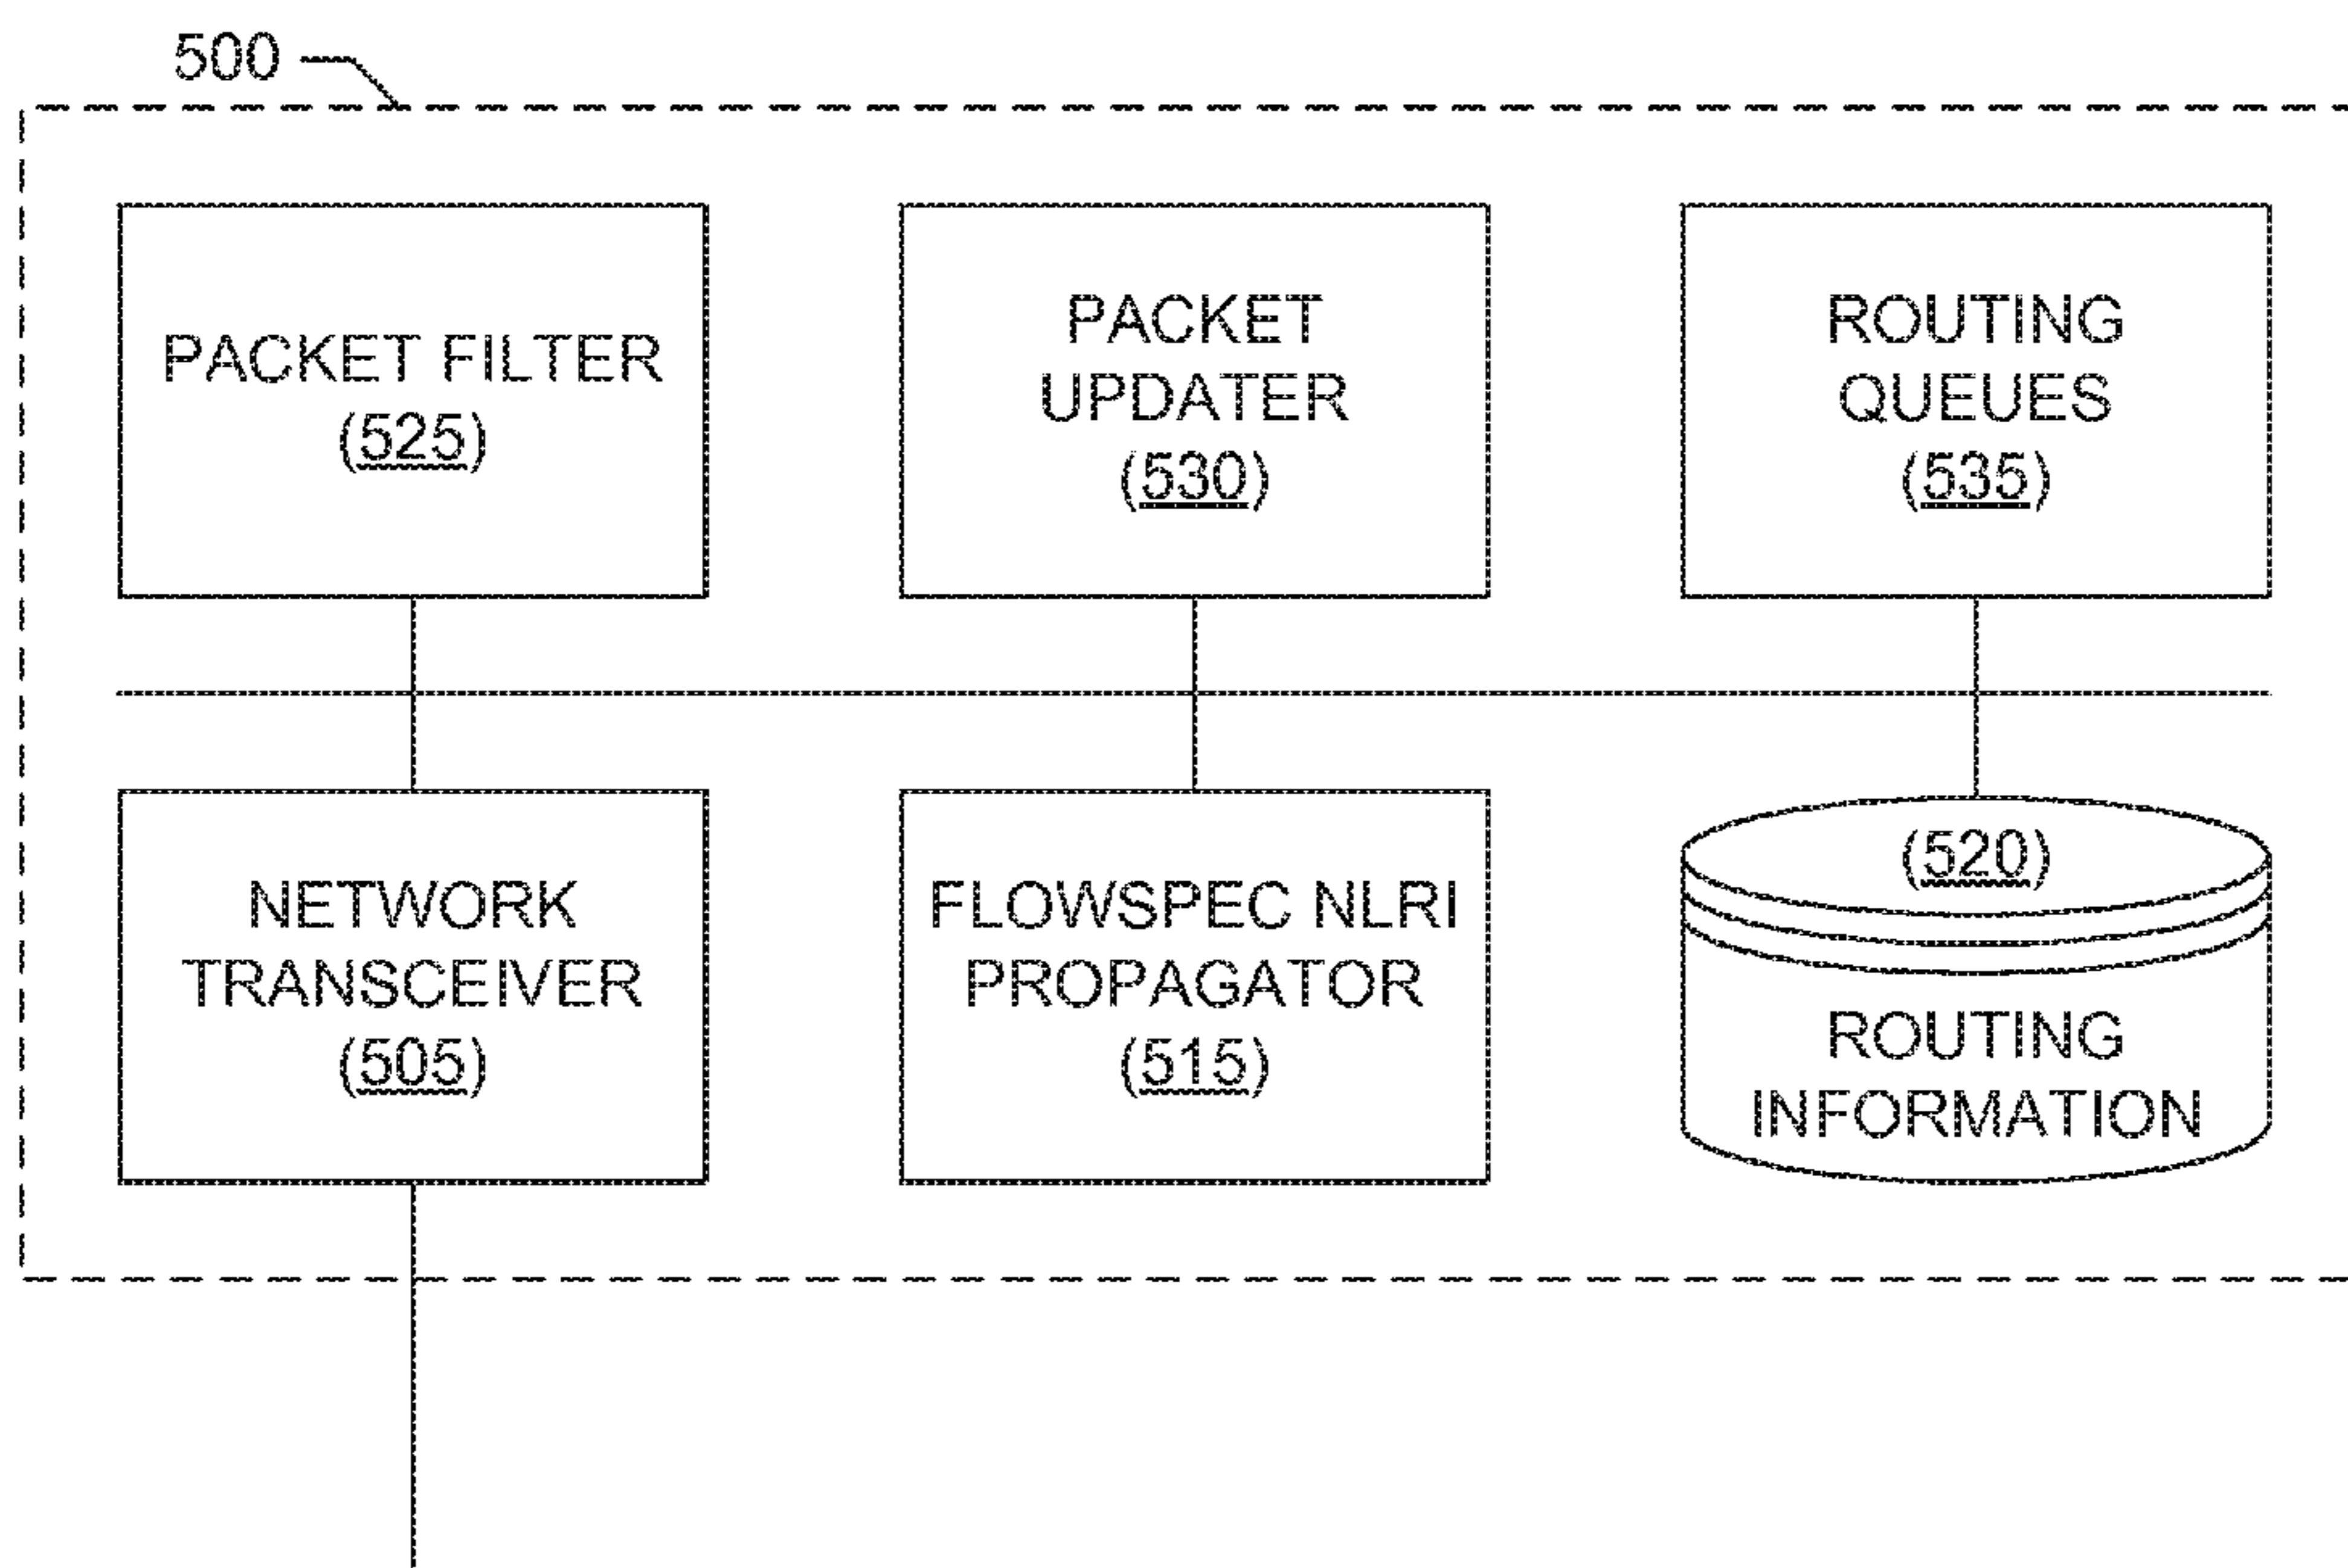 500
PACKET FILTER
(525)
PACKET
UPDATER
(530)
ROUTING
QUEUES
(535)
NETWORK
TRANSCEIVER
(505)
FLOWSPEC NLRI
PROPAGATOR
(515)
(520)
ROUTING
INFORMATION